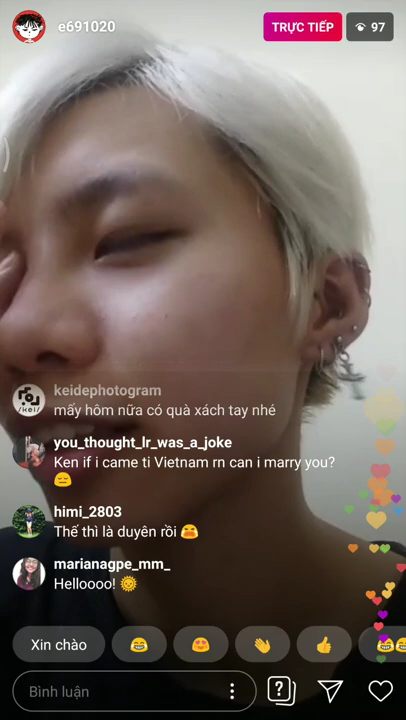 e691020
TRỰC TIẾP
97
keidephotogram
mấy hôm nữa có quà xách tay nhé
you_thought_lr_was_a_joke
Ken if i came ti Vietnam rn can i marry you?
😔
himi_2803
Thế thì là duyên rồi 😫
marianagpe_mm_
Helloooo! 🌞
Xin chào
😂
😍
👋
👍
😂😂
Bình luận
/kei/